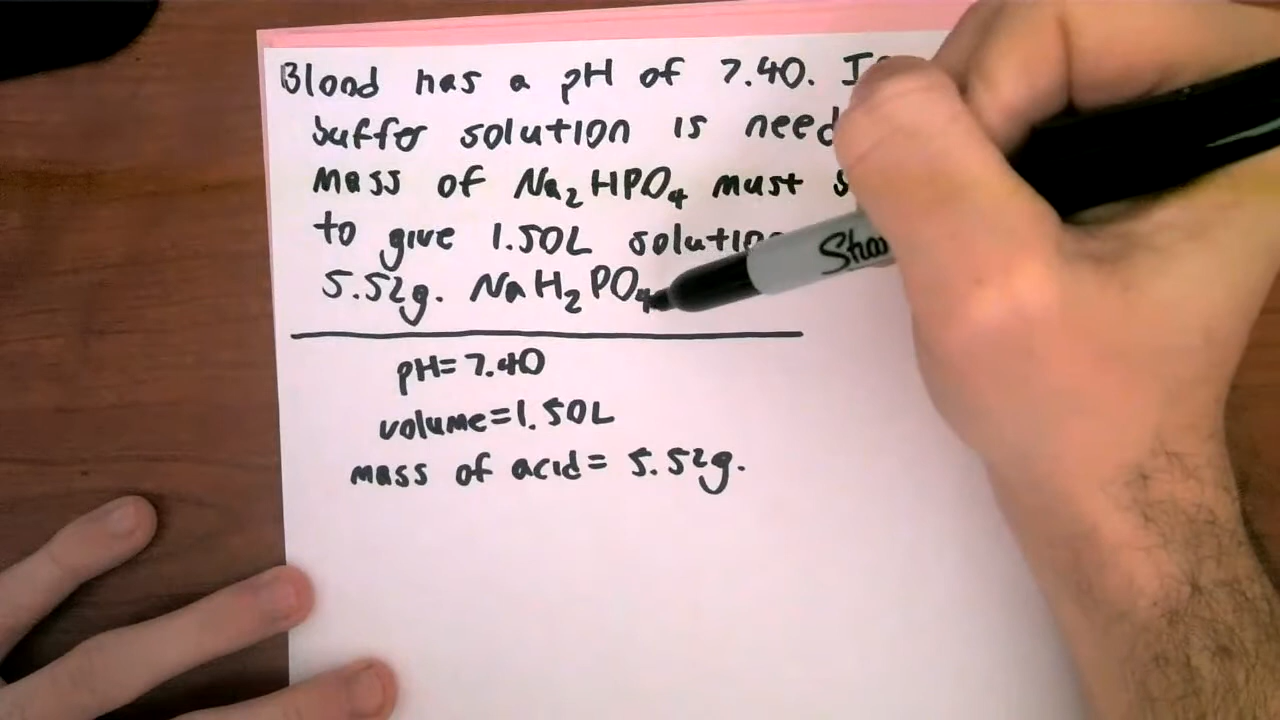 Blood has a pH of 7.40. I
buffer solution is need
mass of Na₂HPO₄ must s
to give 1.50L solutio
5.52g. NaH₂PO₄
pH=7.40
volume=1.50L
mass of acid= 5.52g.
Sha